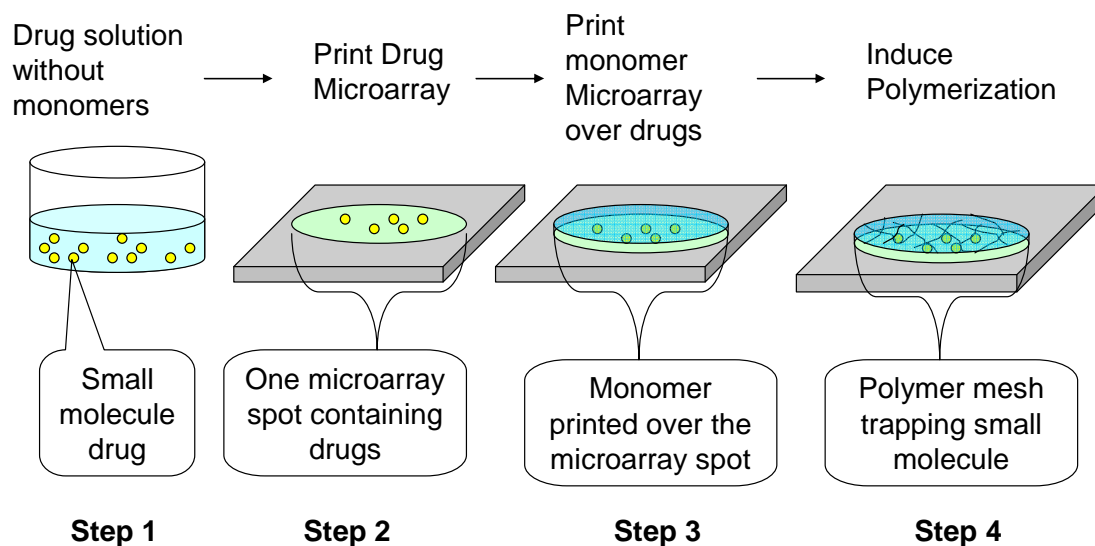 Drug solution
without
monomers
Print Drug
Microarray
Print
monomer
Microarray
over drugs
Induce
Polymerization
Small
molecule
drug
One microarray
spot containing
drugs
Monomer
printed over the
microarray spot
Polymer mesh
trapping small
molecule
Step 1
Step 2
Step 3
Step 4